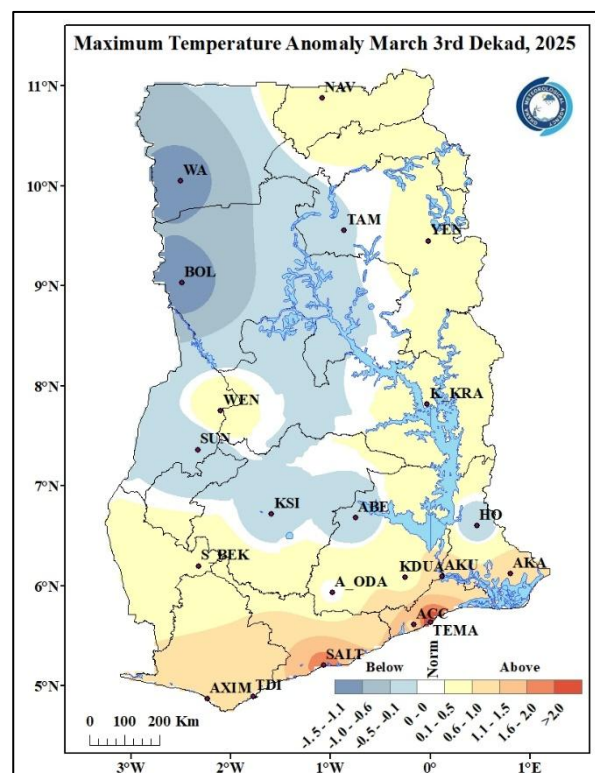 Maximum Temperature Anomaly March 3rd Dekad, 2025
11°N
NAV
10°N
WA
TAM
YEN
9°N
BOL
8°N
WEN
K_KRA
SUN
7°N
KSI
ABE
HO
6°N
S_BEK
A_ODA
KDUA
AKU
AKA
ACC
TEMA
SALT
5°N
AXIM
TDI
Below
Norm
Above
-1.5 - -1.1
-1.0 - -0.6
-0.5 - -0.1
0 - 0
0.1 - 0.5
0.6 - 1.0
1.1 - 1.5
1.6 - 2.0
>2.0
0 100 200 Km
3°W 2°W 1°W 0° 1°E